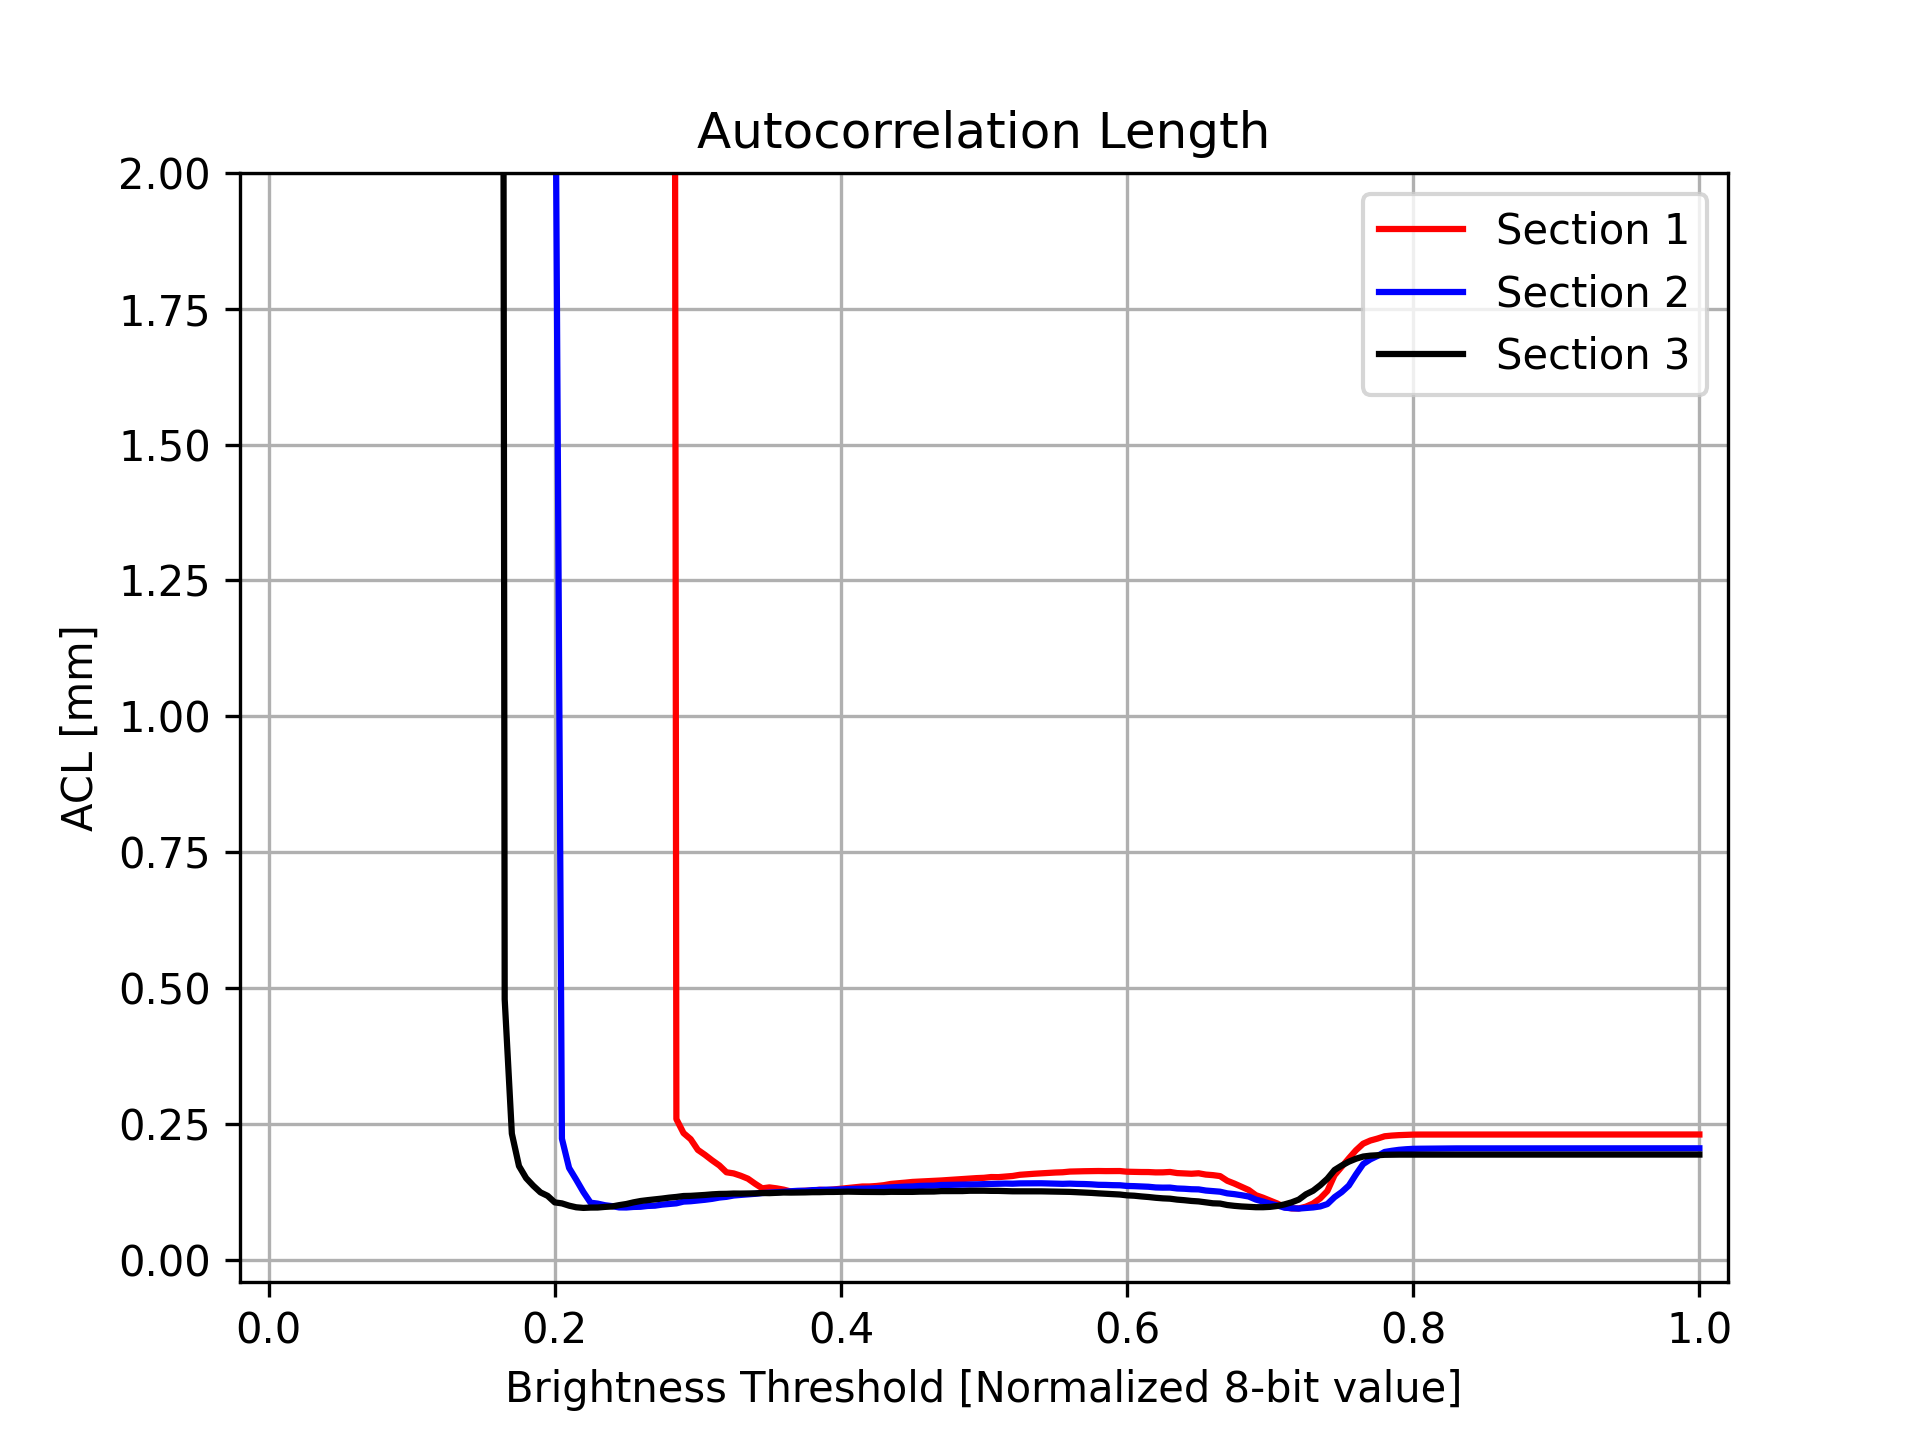 Autocorrelation Length
2.00
1.75
1.50
1.25
1.00
0.75
0.50
0.25
0.00
ACL [mm]
Section 1
Section 2
Section 3
0.0 0.2 0.4 0.6 0.8 1.0
Brightness Threshold [Normalized 8-bit value]